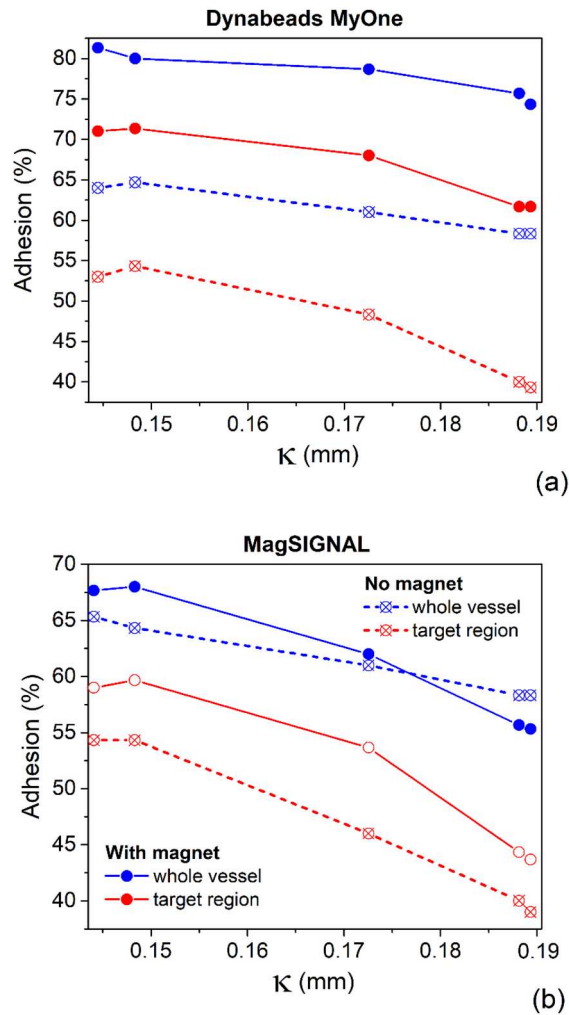 Dynabeads MyOne
80
75
70
65
60
55
50
45
40
Adhesion (%)
0.15 0.16 0.17 0.18 0.19
κ (mm)
(a)
MagSIGNAL
70
65
60
55
50
45
40
Adhesion (%)
No magnet
whole vessel
target region
With magnet
whole vessel
target region
0.15 0.16 0.17 0.18 0.19
κ (mm)
(b)